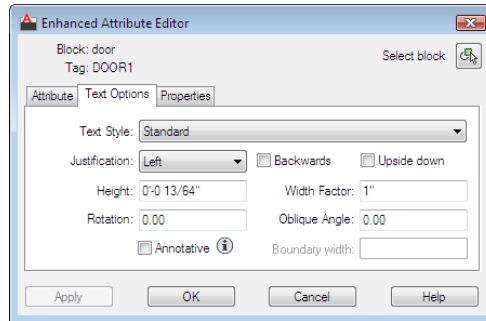 Enhanced Attribute Editor
Block: door
Select block
Tag: DOOR1
Attribute Text Options Properties
Text Style: Standard
Justification: Left Backwards Upside down
Height: 0'-0 13/64" Width Factor: 1"
Rotation: 0.00 Oblique Angle: 0.00
Annotative Boundary width:
Apply OK Cancel Help